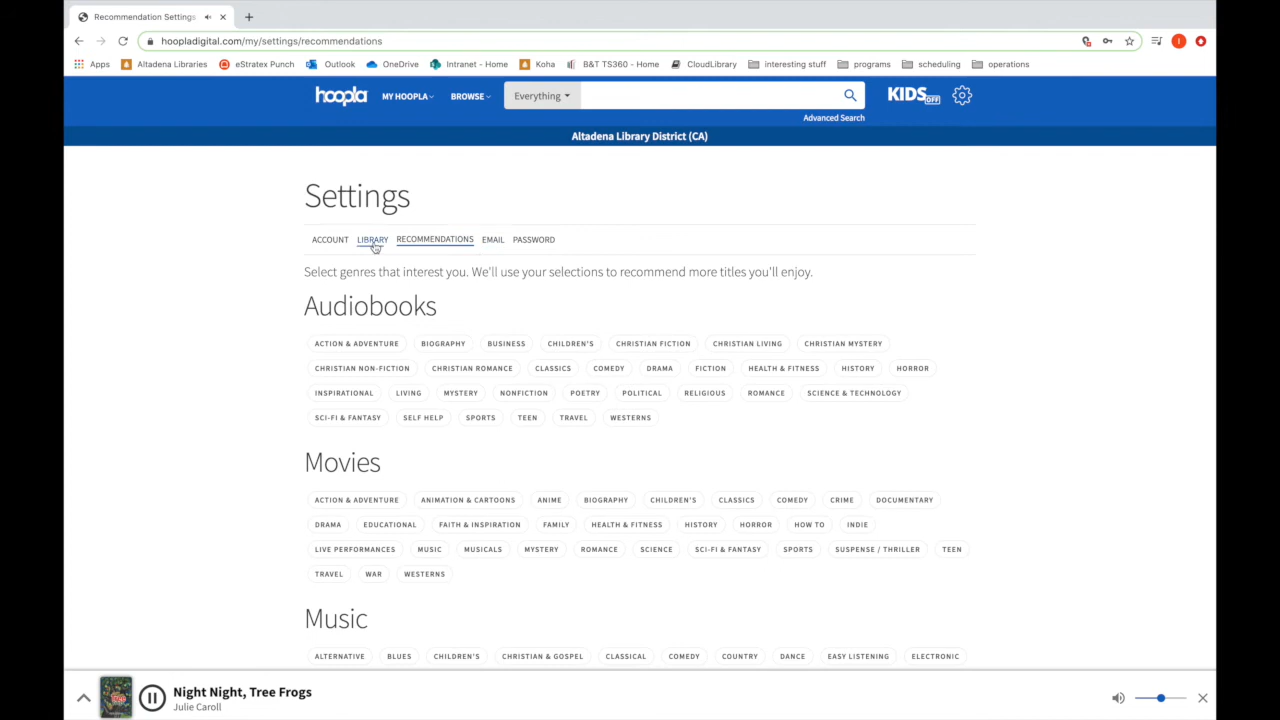 Recommendation Settings
hoopladigital.com/my/settings/recommendations
Apps Altadena Libraries eStratex Punch Outlook OneDrive Intranet - Home Koha B&T TS360 - Home CloudLibrary interesting stuff programs scheduling operations
hoopla MY HOOPLA BROWSE Everything KIDS OFF
Advanced Search
Altadena Library District (CA)
Settings
ACCOUNT LIBRARY RECOMMENDATIONS EMAIL PASSWORD
Select genres that interest you. We'll use your selections to recommend more titles you'll enjoy.
Audiobooks
ACTION & ADVENTURE BIOGRAPHY BUSINESS CHILDREN'S CHRISTIAN FICTION CHRISTIAN LIVING CHRISTIAN MYSTERY
CHRISTIAN NON-FICTION CHRISTIAN ROMANCE CLASSICS COMEDY DRAMA FICTION HEALTH & FITNESS HISTORY HORROR
INSPIRATIONAL LIVING MYSTERY NONFICTION POETRY POLITICAL RELIGIOUS ROMANCE SCIENCE & TECHNOLOGY
SCI-FI & FANTASY SELF HELP SPORTS TEEN TRAVEL WESTERNS
Movies
ACTION & ADVENTURE ANIMATION & CARTOONS ANIME BIOGRAPHY CHILDREN'S CLASSICS COMEDY CRIME DOCUMENTARY
DRAMA EDUCATIONAL FAITH & INSPIRATION FAMILY HEALTH & FITNESS HISTORY HORROR HOW TO INDIE
LIVE PERFORMANCES MUSIC MUSICALS MYSTERY ROMANCE SCIENCE SCI-FI & FANTASY SPORTS SUSPENSE / THRILLER TEEN
TRAVEL WAR WESTERNS
Music
ALTERNATIVE BLUES CHILDREN'S CHRISTIAN & GOSPEL CLASSICAL COMEDY COUNTRY DANCE EASY LISTENING ELECTRONIC
Night Night, Tree Frogs
Julie Caroll